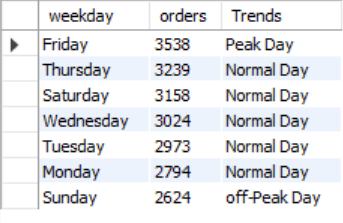 weekday orders Trends
Friday 3538 Peak Day
Thursday 3239 Normal Day
Saturday 3158 Normal Day
Wednesday 3024 Normal Day
Tuesday 2973 Normal Day
Monday 2794 Normal Day
Sunday 2624 off-Peak Day